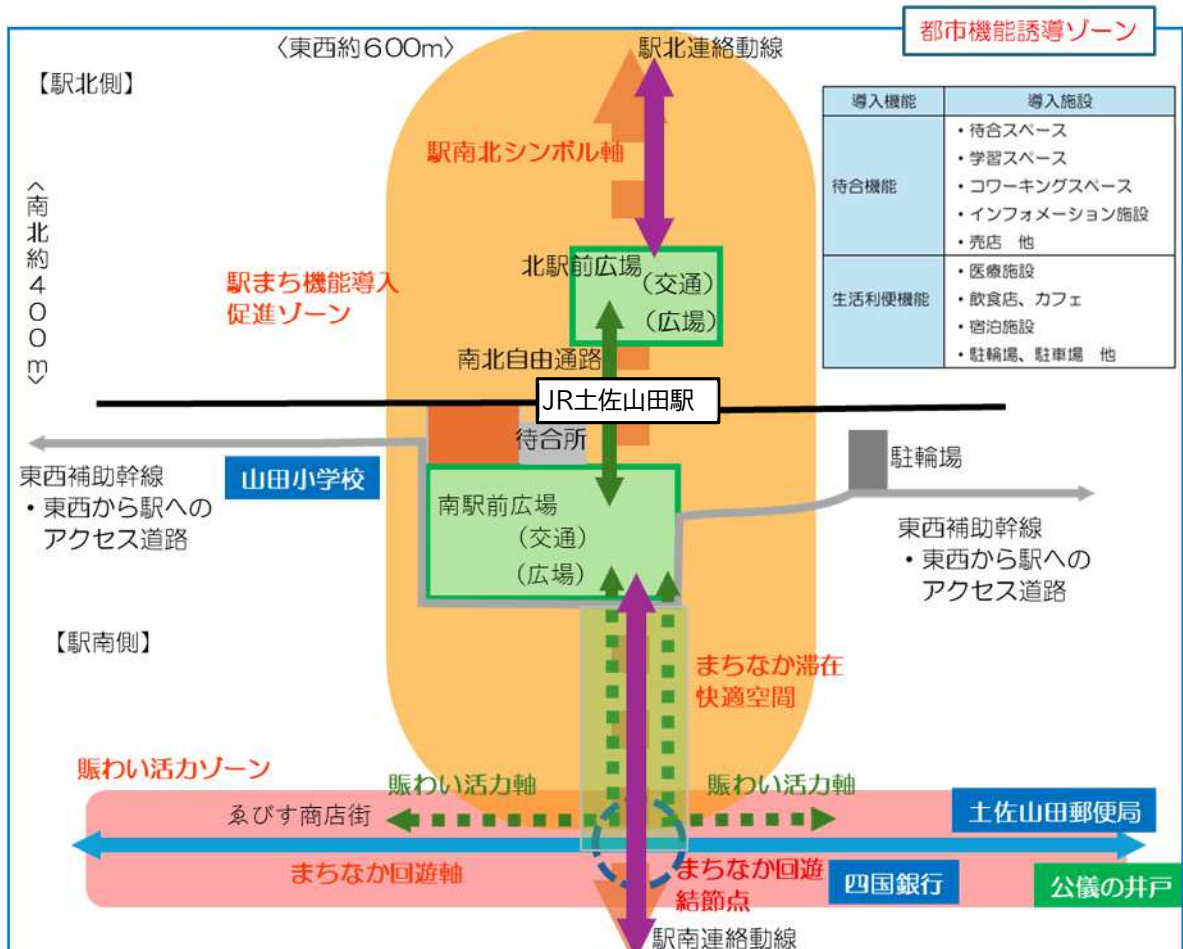 都市機能誘導ゾーン
〈東西約600m〉
駅北連絡動線
【駅北側】
導入機能
導入施設
待合機能
・待合スペース
・学習スペース
・コワーキングスペース
・インフォメーション施設
・売店 他
生活利便機能
・医療施設
・飲食店、カフェ
・宿泊施設
・駐輪場、駐車場 他
駅南北シンボル軸
〈南北約400m〉
北駅前広場
（交通）
（広場）
駅まち機能導入
促進ゾーン
南北自由通路
JR土佐山田駅
待合所
駐輪場
東西補助幹線
・東西から駅への
アクセス道路
山田小学校
南駅前広場
（交通）
（広場）
東西補助幹線
・東西から駅への
アクセス道路
【駅南側】
まちなか滞在
快適空間
賑わい活力ゾーン
賑わい活力軸
賑わい活力軸
ゑびす商店街
土佐山田郵便局
まちなか回遊軸
まちなか回遊
結節点
四国銀行
公儀の井戸
駅南連絡動線